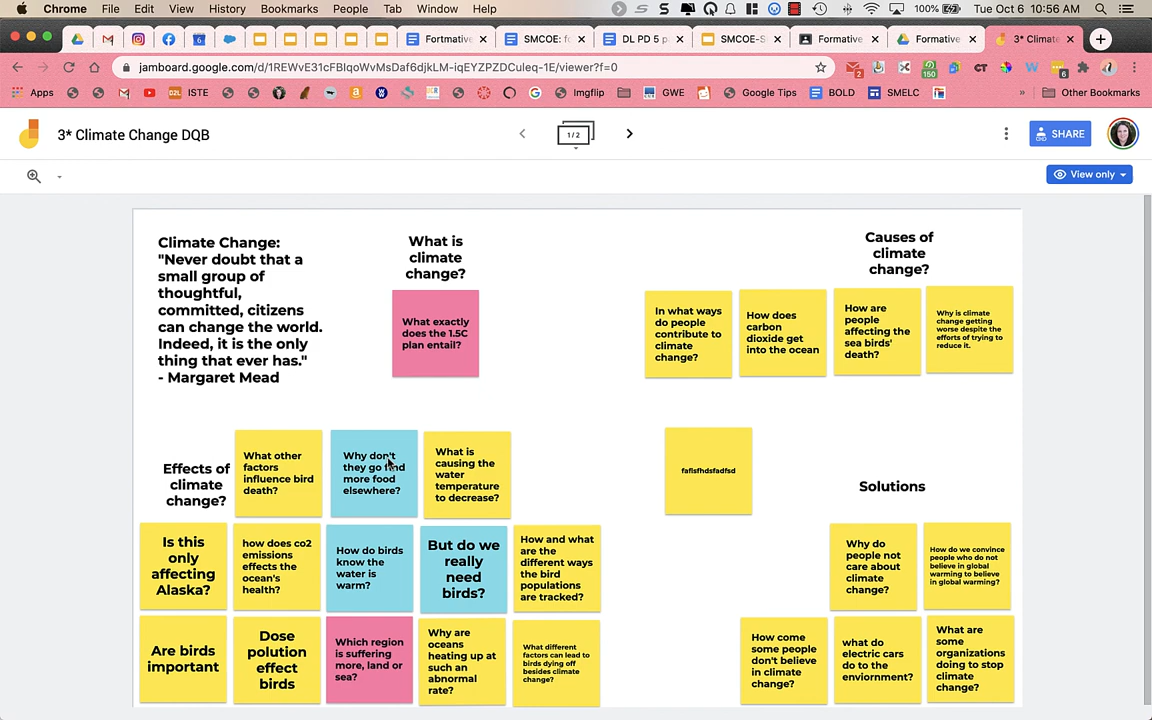 Chrome File Edit View History Bookmarks People Tab Window Help 100% Tue Oct 6 10:56 AM
Fortmative SMCOE: fo DL PD 5 p SMCOE-S Formative Formative 3* Climate
jamboard.google.com/d/1REWvE31cFBIqoWvMsDaf6djkLM-iqEYZPZDCuleq-1E/viewer?f=0
Apps ISTE Imgflip GWE Google Tips BOLD SMELC » Other Bookmarks
3* Climate Change DQB
1/2
SHARE
View only
Climate Change:
"Never doubt that a
small group of
thoughtful,
committed, citizens
can change the world.
Indeed, it is the only
thing that ever has."
- Margaret Mead
What is
climate
change?
What exactly
does the 1.5C
plan entail?
Causes of
climate
change?
In what ways
do people
contribute to
climate
change?
How does
carbon
dioxide get
into the ocean
How are
people
affecting the
sea birds'
death?
Why is climate
change getting
worse despite the
efforts of trying to
reduce it.
Effects of
climate
change?
What other
factors
influence bird
death?
Why don't
they go find
more food
elsewhere?
What is
causing the
water
temperature
to decrease?
fafisfhdsfadfsd
Solutions
Is this
only
affecting
Alaska?
how does co2
emissions
effects the
ocean's
health?
How do birds
know the
water is
warm?
But do we
really
need
birds?
How and what
are the
different ways
the bird
populations
are tracked?
Why do
people not
care about
climate
change?
How do we convince
people who do not
believe in global
warming to believe
in global warming?
Are birds
important
Dose
polution
effect
birds
Which region
is suffering
more, land or
sea?
Why are
oceans
heating up at
such an
abnormal
rate?
What different
factors can lead to
birds dying off
besides climate
change?
How come
some people
don't believe
in climate
change?
what do
electric cars
do to the
enviornment?
What are
some
organizations
doing to stop
climate
change?